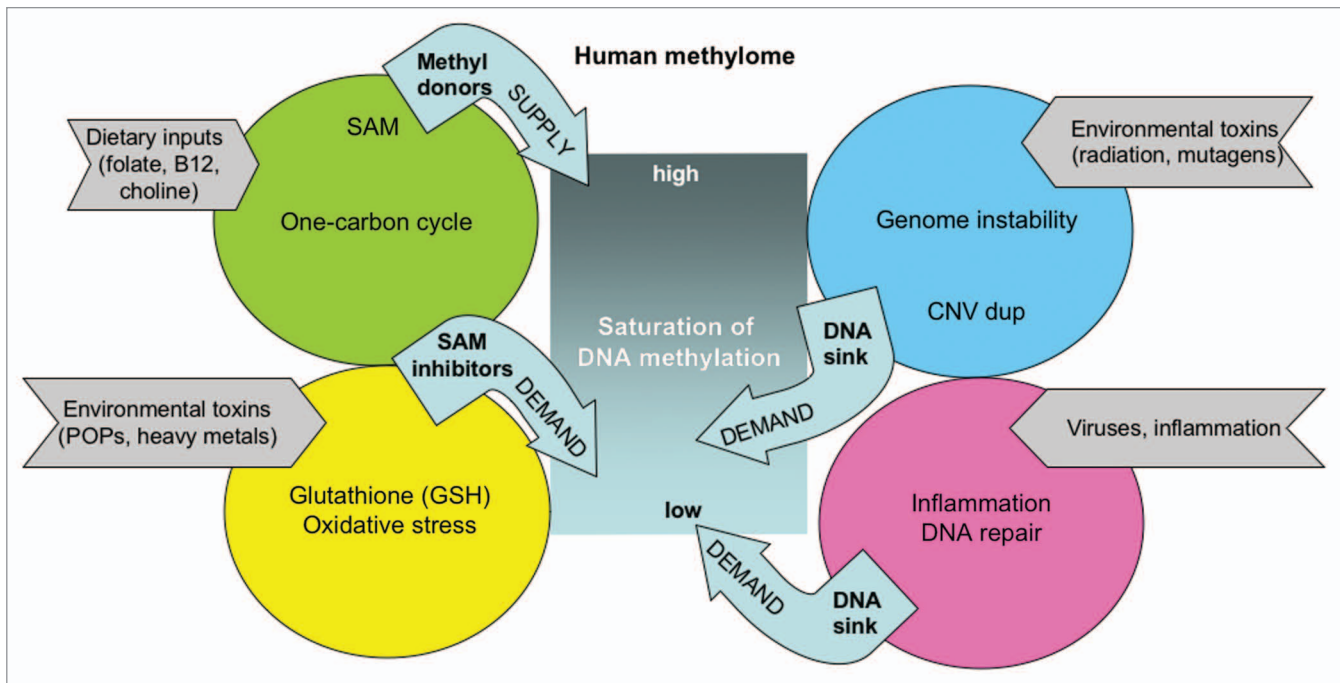 Human methylome
Methyl
donors
SUPPLY
SAM
Dietary inputs
(folate, B12,
choline)
One-carbon cycle
high
Environmental toxins
(radiation, mutagens)
Genome instability
CNV dup
Saturation of
DNA methylation
SAM
inhibitors
DEMAND
DNA
sink
DEMAND
Environmental toxins
(POPs, heavy metals)
Viruses, inflammation
Glutathione (GSH)
Oxidative stress
low
Inflammation
DNA repair
DEMAND
DNA
sink